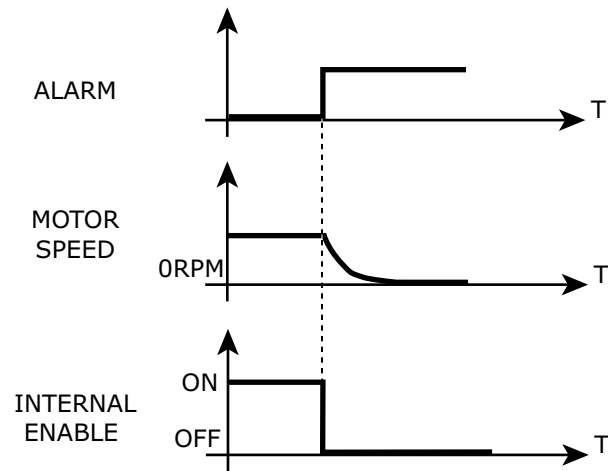 ALARM
T
MOTOR
SPEED
0RPM
T
ON
INTERNAL
ENABLE
OFF
T